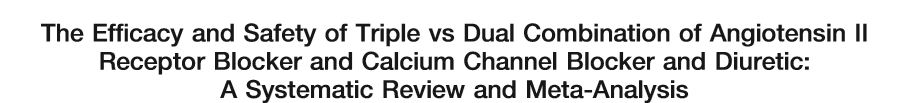 The Efficacy and Safety of Triple vs Dual Combination of Angiotensin II
Receptor Blocker and Calcium Channel Blocker and Diuretic:
A Systematic Review and Meta-Analysis